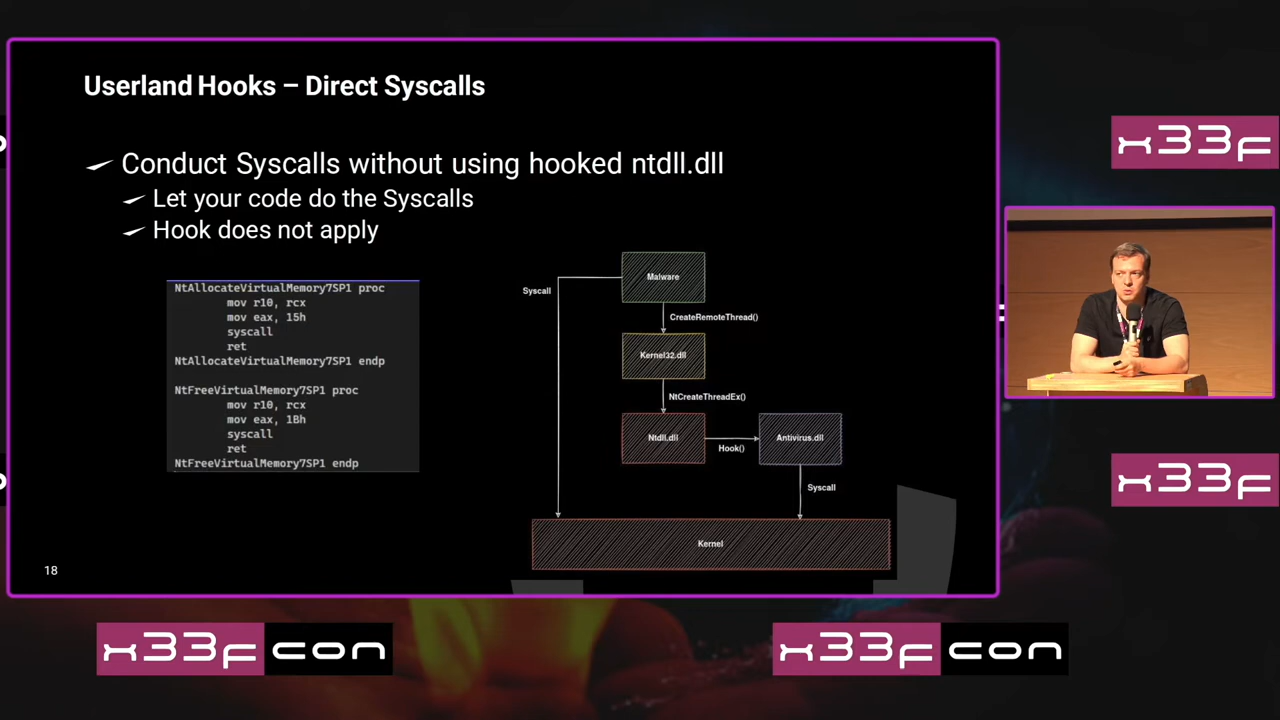 Userland Hooks – Direct Syscalls
Conduct Syscalls without using hooked ntdll.dll
Let your code do the Syscalls
Hook does not apply
NtAllocateVirtualMemory7SP1 proc
mov r10, rcx
mov eax, 15h
syscall
ret
NtAllocateVirtualMemory7SP1 endp
NtFreeVirtualMemory7SP1 proc
mov r10, rcx
mov eax, 1Bh
syscall
ret
NtFreeVirtualMemory7SP1 endp
Malware
Syscall
CreateRemoteThread()
Kernel32.dll
NtCreateThreadEx()
Ntdll.dll
Hook()
Antivirus.dll
Syscall
Kernel
18
x33f
x33f
x33fcon
x33fcon